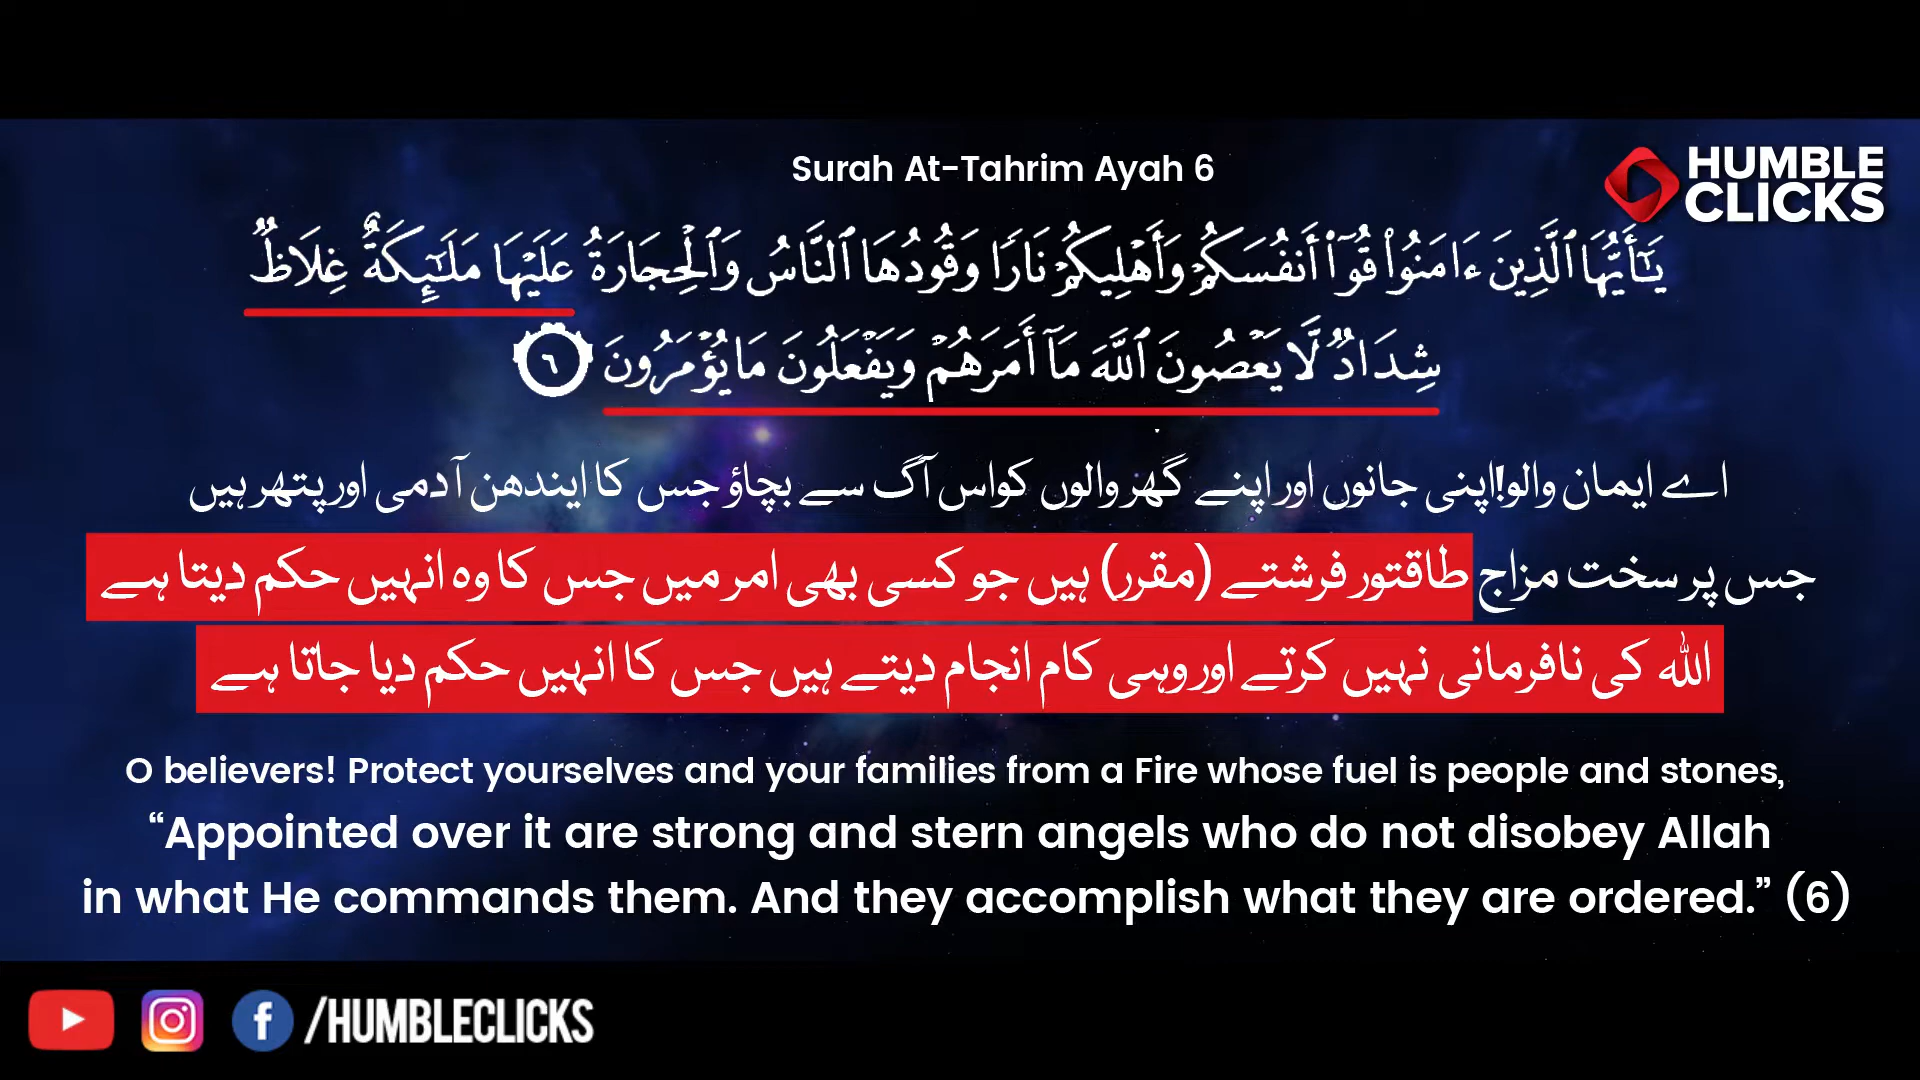 Surah At-Tahrim Ayah 6
HUMBLE
CLICKS
يَٰٓأَيُّهَا ٱلَّذِينَ ءَامَنُوا۟ قُوٓا۟ أَنفُسَكُمْ وَأَهْلِيكُمْ نَارًا وَقُودُهَا ٱلنَّاسُ وَٱلْحِجَارَةُ عَلَيْهَا مَلَٰٓئِكَةٌ غِلَاظٌ
شِدَادٌ لَّا يَعْصُونَ ٱللَّهَ مَآ أَمَرَهُمْ وَيَفْعَلُونَ مَا يُؤْمَرُونَ ٦
اے ایمان والو!اپنی جانوں اور اپنے گھر والوں کواس آگ سے بچاؤ جس کا ایندھن آدمی اور پتھر ہیں
جس پر سخت مزاج طاقتور فرشتے (مقرر) ہیں جو کسی بھی امر میں جس کا وہ انہیں حکم دیتا ہے
اللہ کی نافرمانی نہیں کرتے اور وہی کام انجام دیتے ہیں جس کا انہیں حکم دیا جاتا ہے
O believers! Protect yourselves and your families from a Fire whose fuel is people and stones,
“Appointed over it are strong and stern angels who do not disobey Allah
in what He commands them. And they accomplish what they are ordered.” (6)
/HUMBLECLICKS